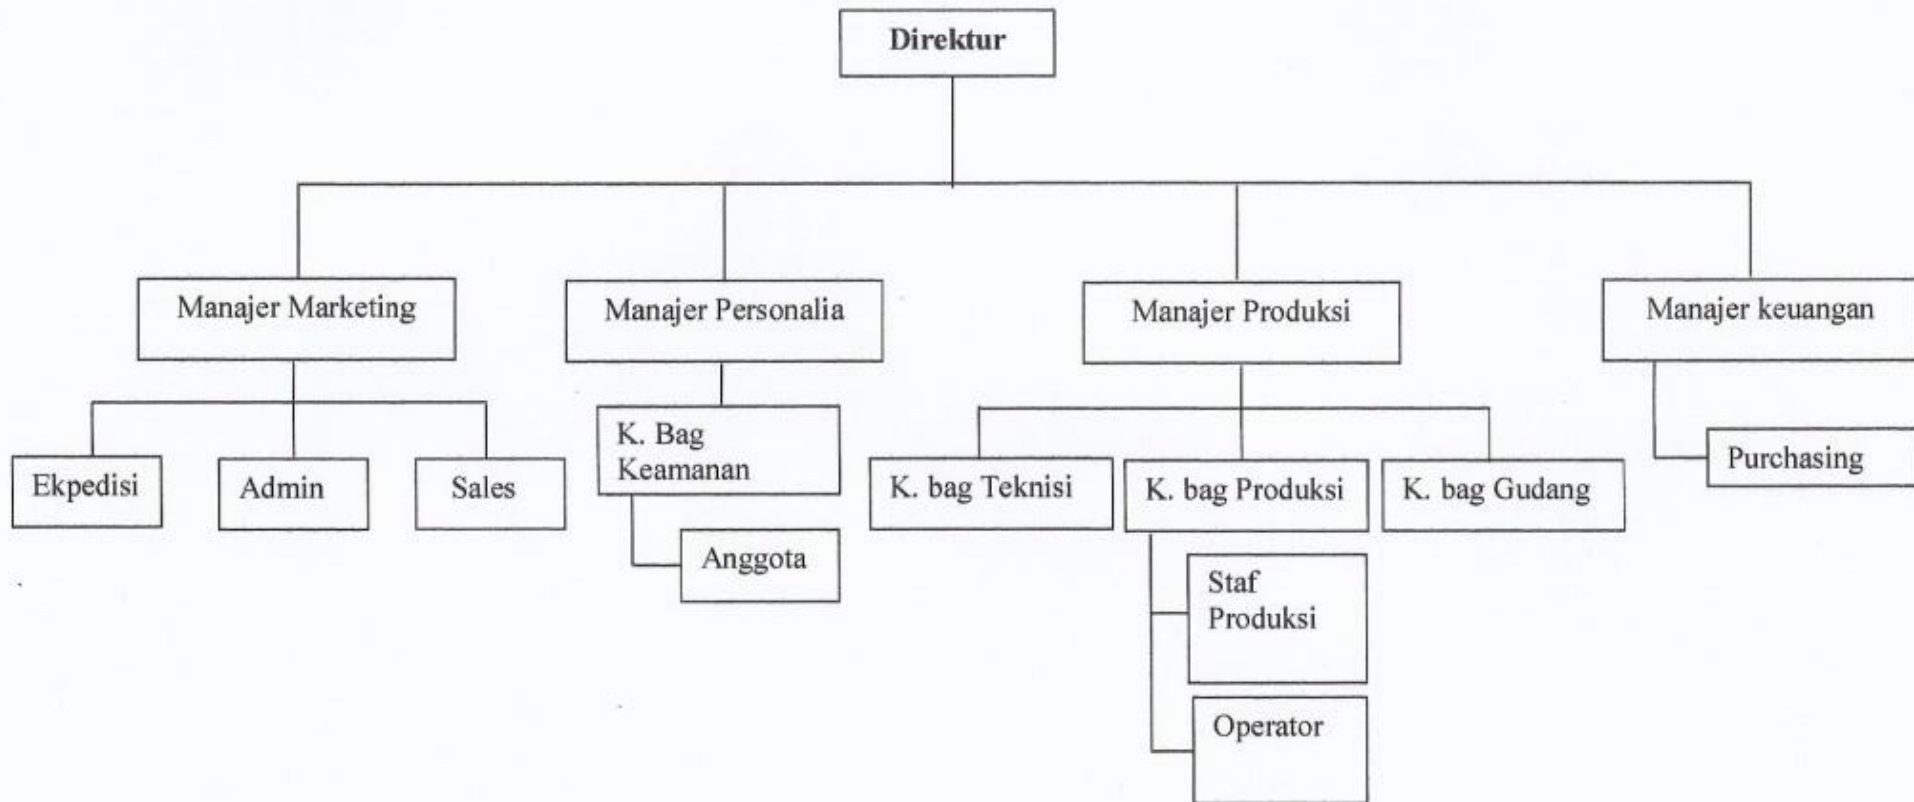 Direktur
Manajer Marketing
Manajer Personalia
Manajer Produksi
Manajer keuangan
Ekpedisi
Admin
Sales
K. Bag
Keamanan
Anggota
K. bag Teknisi
K. bag Produksi
K. bag Gudang
Staf
Produksi
Operator
Purchasing